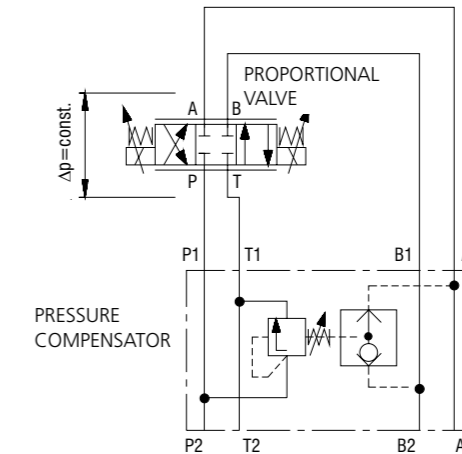 PROPORTIONAL
VALVE
A B
Δp=const.
P T
P1 T1 B1
PRESSURE
COMPENSATOR
P2 T2 B2 A